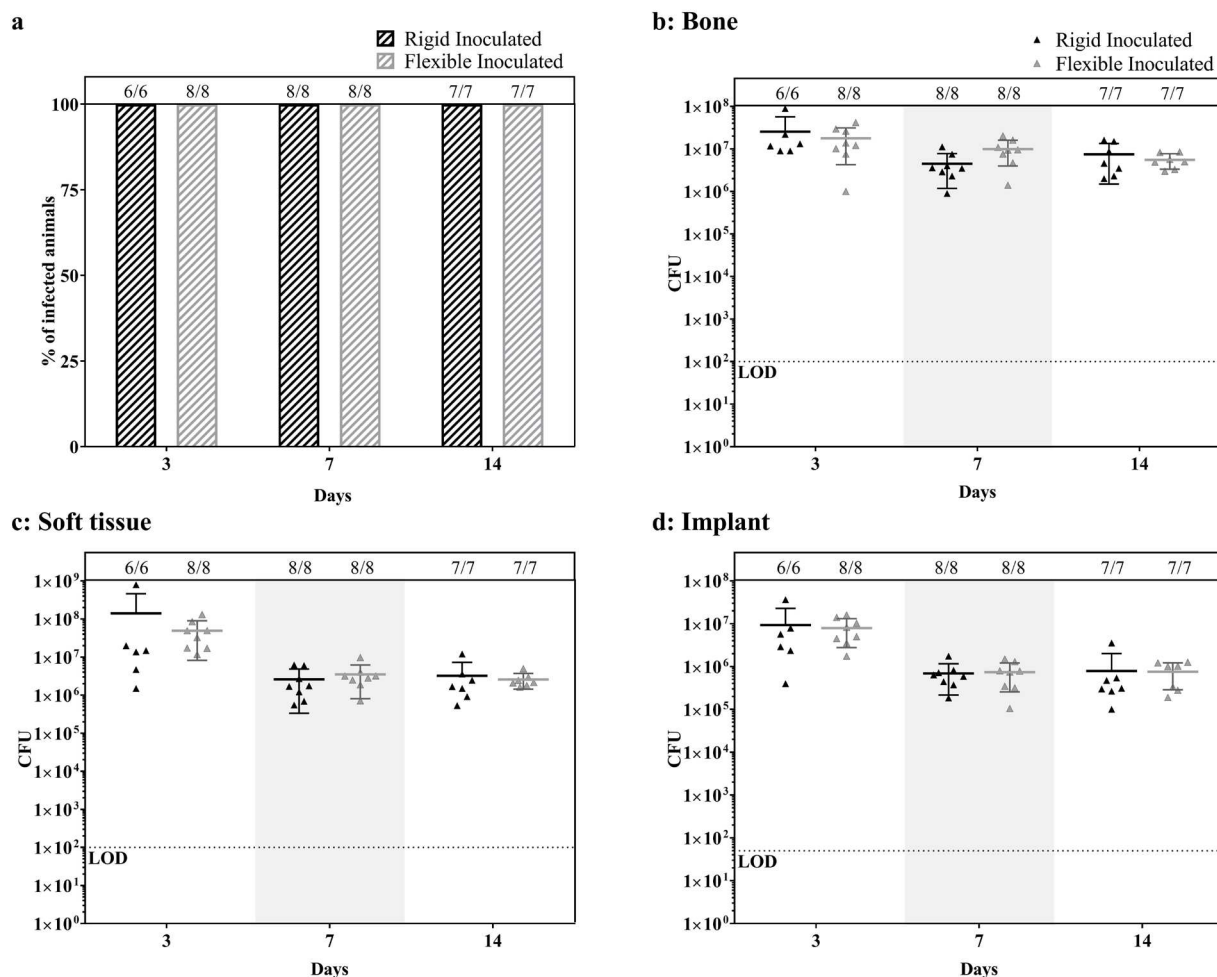 a
Rigid Inoculated
Flexible Inoculated
6/6 8/8 8/8 8/8 7/7 7/7
100
75
50
25
0
% of infected animals
3 7 14
Days
b: Bone
Rigid Inoculated
Flexible Inoculated
6/6 8/8 8/8 8/8 7/7 7/7
1×10⁸
1×10⁷
1×10⁶
1×10⁵
1×10⁴
1×10³
1×10²
1×10¹
1×10⁰
CFU
LOD
3 7 14
Days
c: Soft tissue
6/6 8/8 8/8 8/8 7/7 7/7
1×10⁹
1×10⁸
1×10⁷
1×10⁶
1×10⁵
1×10⁴
1×10³
1×10²
1×10¹
1×10⁰
CFU
LOD
3 7 14
Days
d: Implant
6/6 8/8 8/8 8/8 7/7 7/7
1×10⁸
1×10⁷
1×10⁶
1×10⁵
1×10⁴
1×10³
1×10²
1×10¹
1×10⁰
CFU
LOD
3 7 14
Days